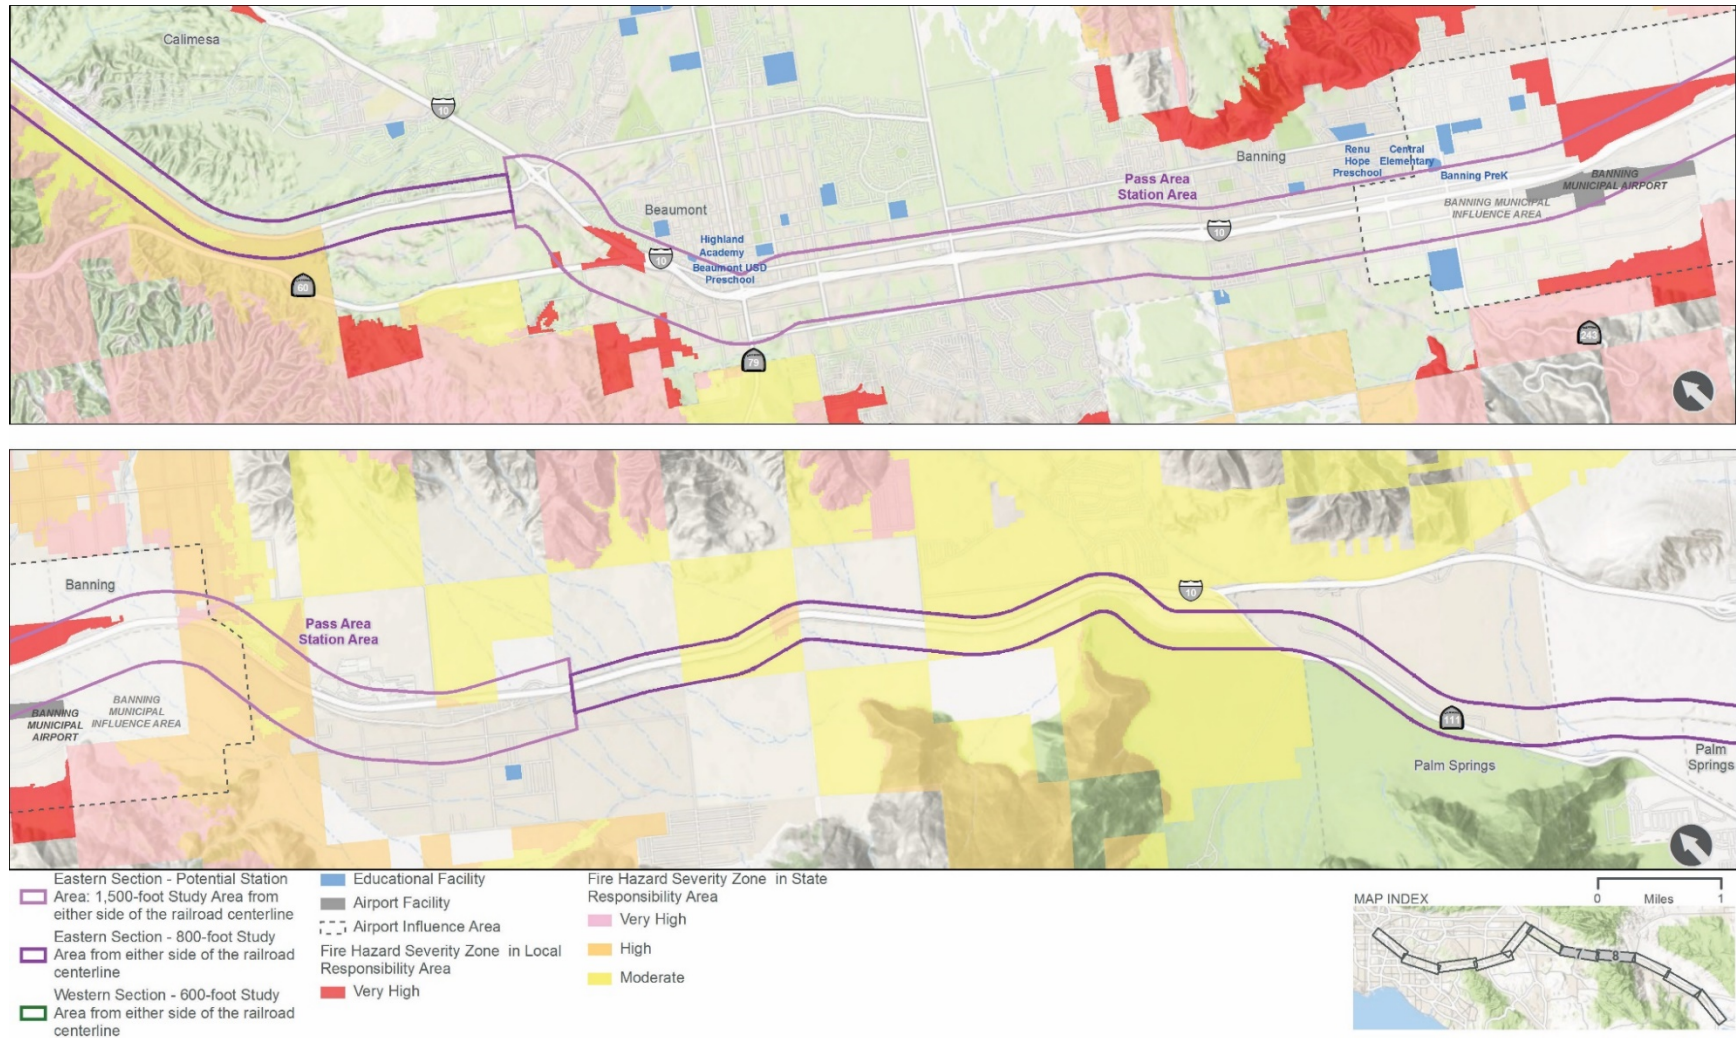 Calimesa
10
Banning
Renu
Hope
Preschool
Central
Elementary
Banning PreK
BANNING
MUNICIPAL AIRPORT
BANNING MUNICIPAL
INFLUENCE AREA
Pass Area
Station Area
Beaumont
Highland
Academy
Beaumont USD
Preschool
10
10
60
79
243
Banning
Pass Area
Station Area
BANNING
MUNICIPAL
INFLUENCE AREA
BANNING
MUNICIPAL
AIRPORT
10
111
Palm Springs
Palm
Springs
Eastern Section - Potential Station
Area: 1,500-foot Study Area from
either side of the railroad centerline
Eastern Section - 800-foot Study
Area from either side of the railroad
centerline
Western Section - 600-foot Study
Area from either side of the railroad
centerline
Educational Facility
Airport Facility
Airport Influence Area
Fire Hazard Severity Zone in Local
Responsibility Area
Very High
Fire Hazard Severity Zone in State
Responsibility Area
Very High
High
Moderate
MAP INDEX
0 Miles 1
7 8